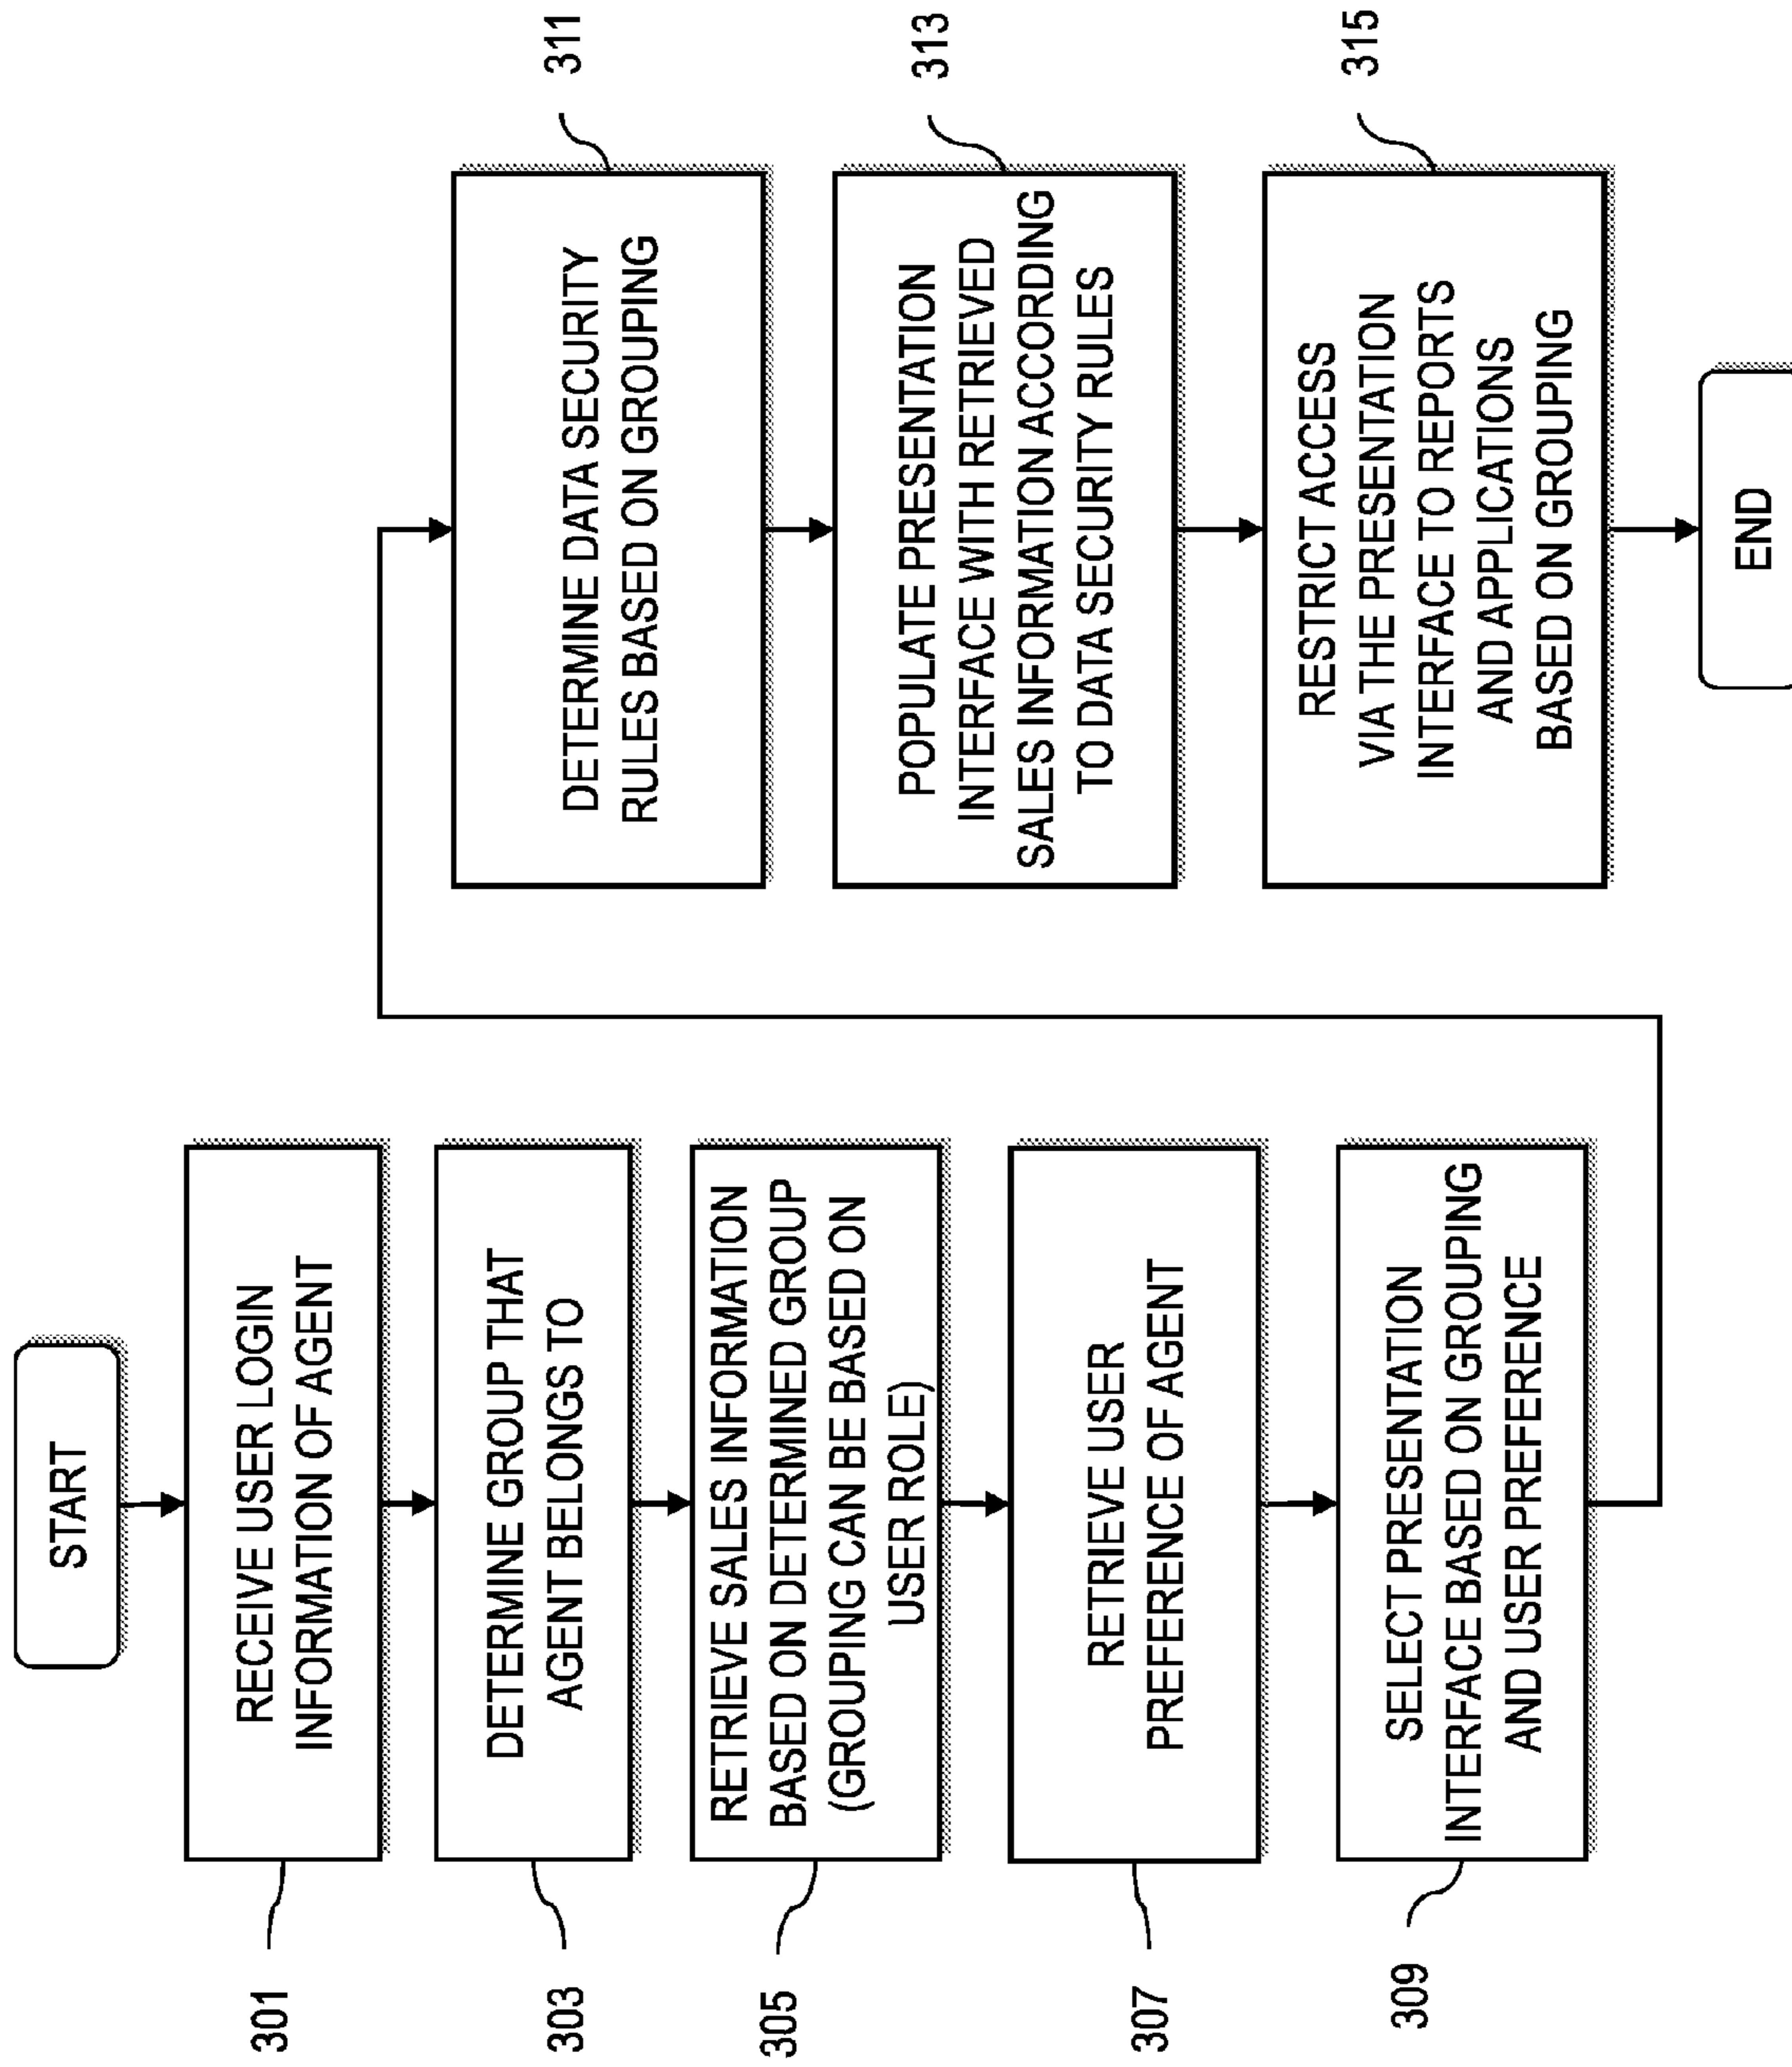 START
RECEIVE USER LOGIN
INFORMATION OF AGENT
301
DETERMINE GROUP THAT
AGENT BELONGS TO
303
RETRIEVE SALES INFORMATION
BASED ON DETERMINED GROUP
(GROUPING CAN BE BASED ON
USER ROLE)
305
RETRIEVE USER
PREFERENCE OF AGENT
307
SELECT PRESENTATION
INTERFACE BASED ON GROUPING
AND USER PREFERENCE
309
DETERMINE DATA SECURITY
RULES BASED ON GROUPING
311
POPULATE PRESENTATION
INTERFACE WITH RETRIEVED
SALES INFORMATION ACCORDING
TO DATA SECURITY RULES
313
RESTRICT ACCESS
VIA THE PRESENTATION
INTERFACE TO REPORTS
AND APPLICATIONS
BASED ON GROUPING
315
END